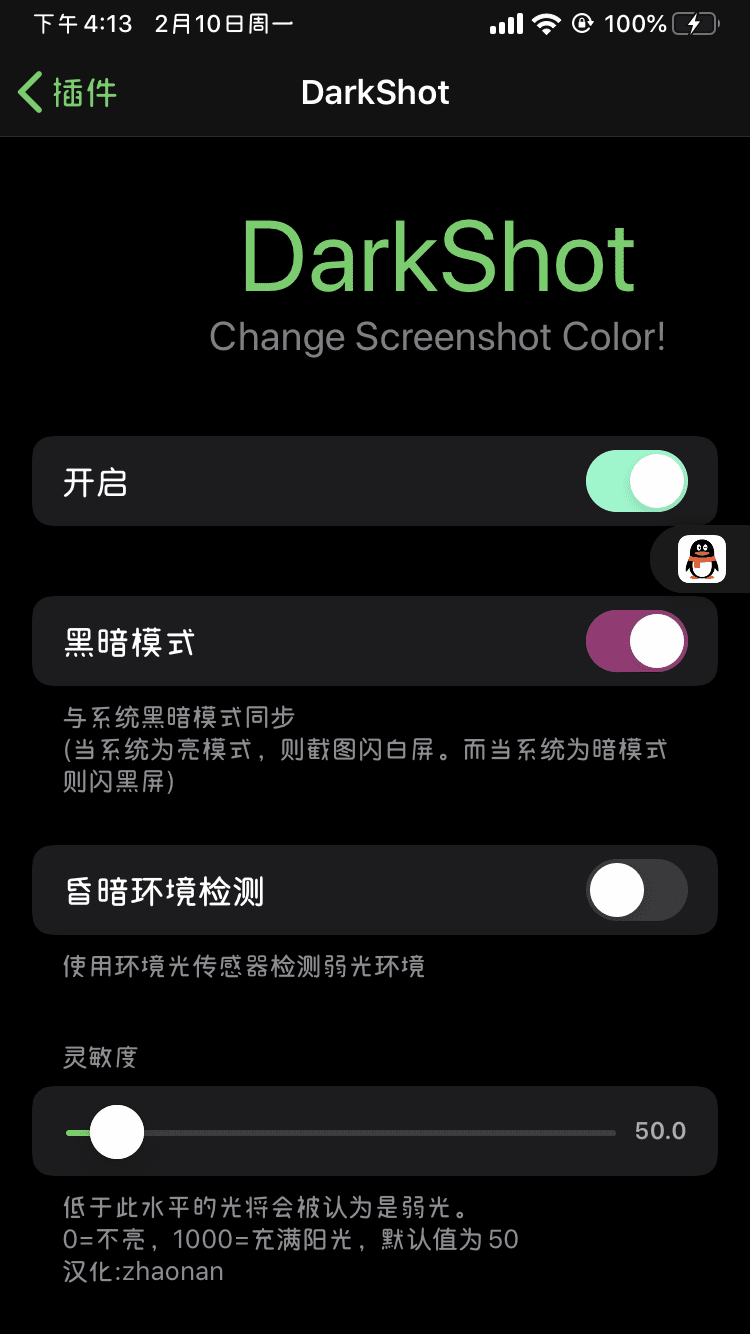 下午4:13 2月10日周一 100%
插件 DarkShot
DarkShot
Change Screenshot Color!
开启
黑暗模式
与系统黑暗模式同步
(当系统为亮模式，则截图闪白屏。而当系统为暗模式
则闪黑屏)
昏暗环境检测
使用环境光传感器检测弱光环境
灵敏度
50.0
低于此水平的光将会被认为是弱光。
0=不亮，1000=充满阳光，默认值为50
汉化:zhaonan